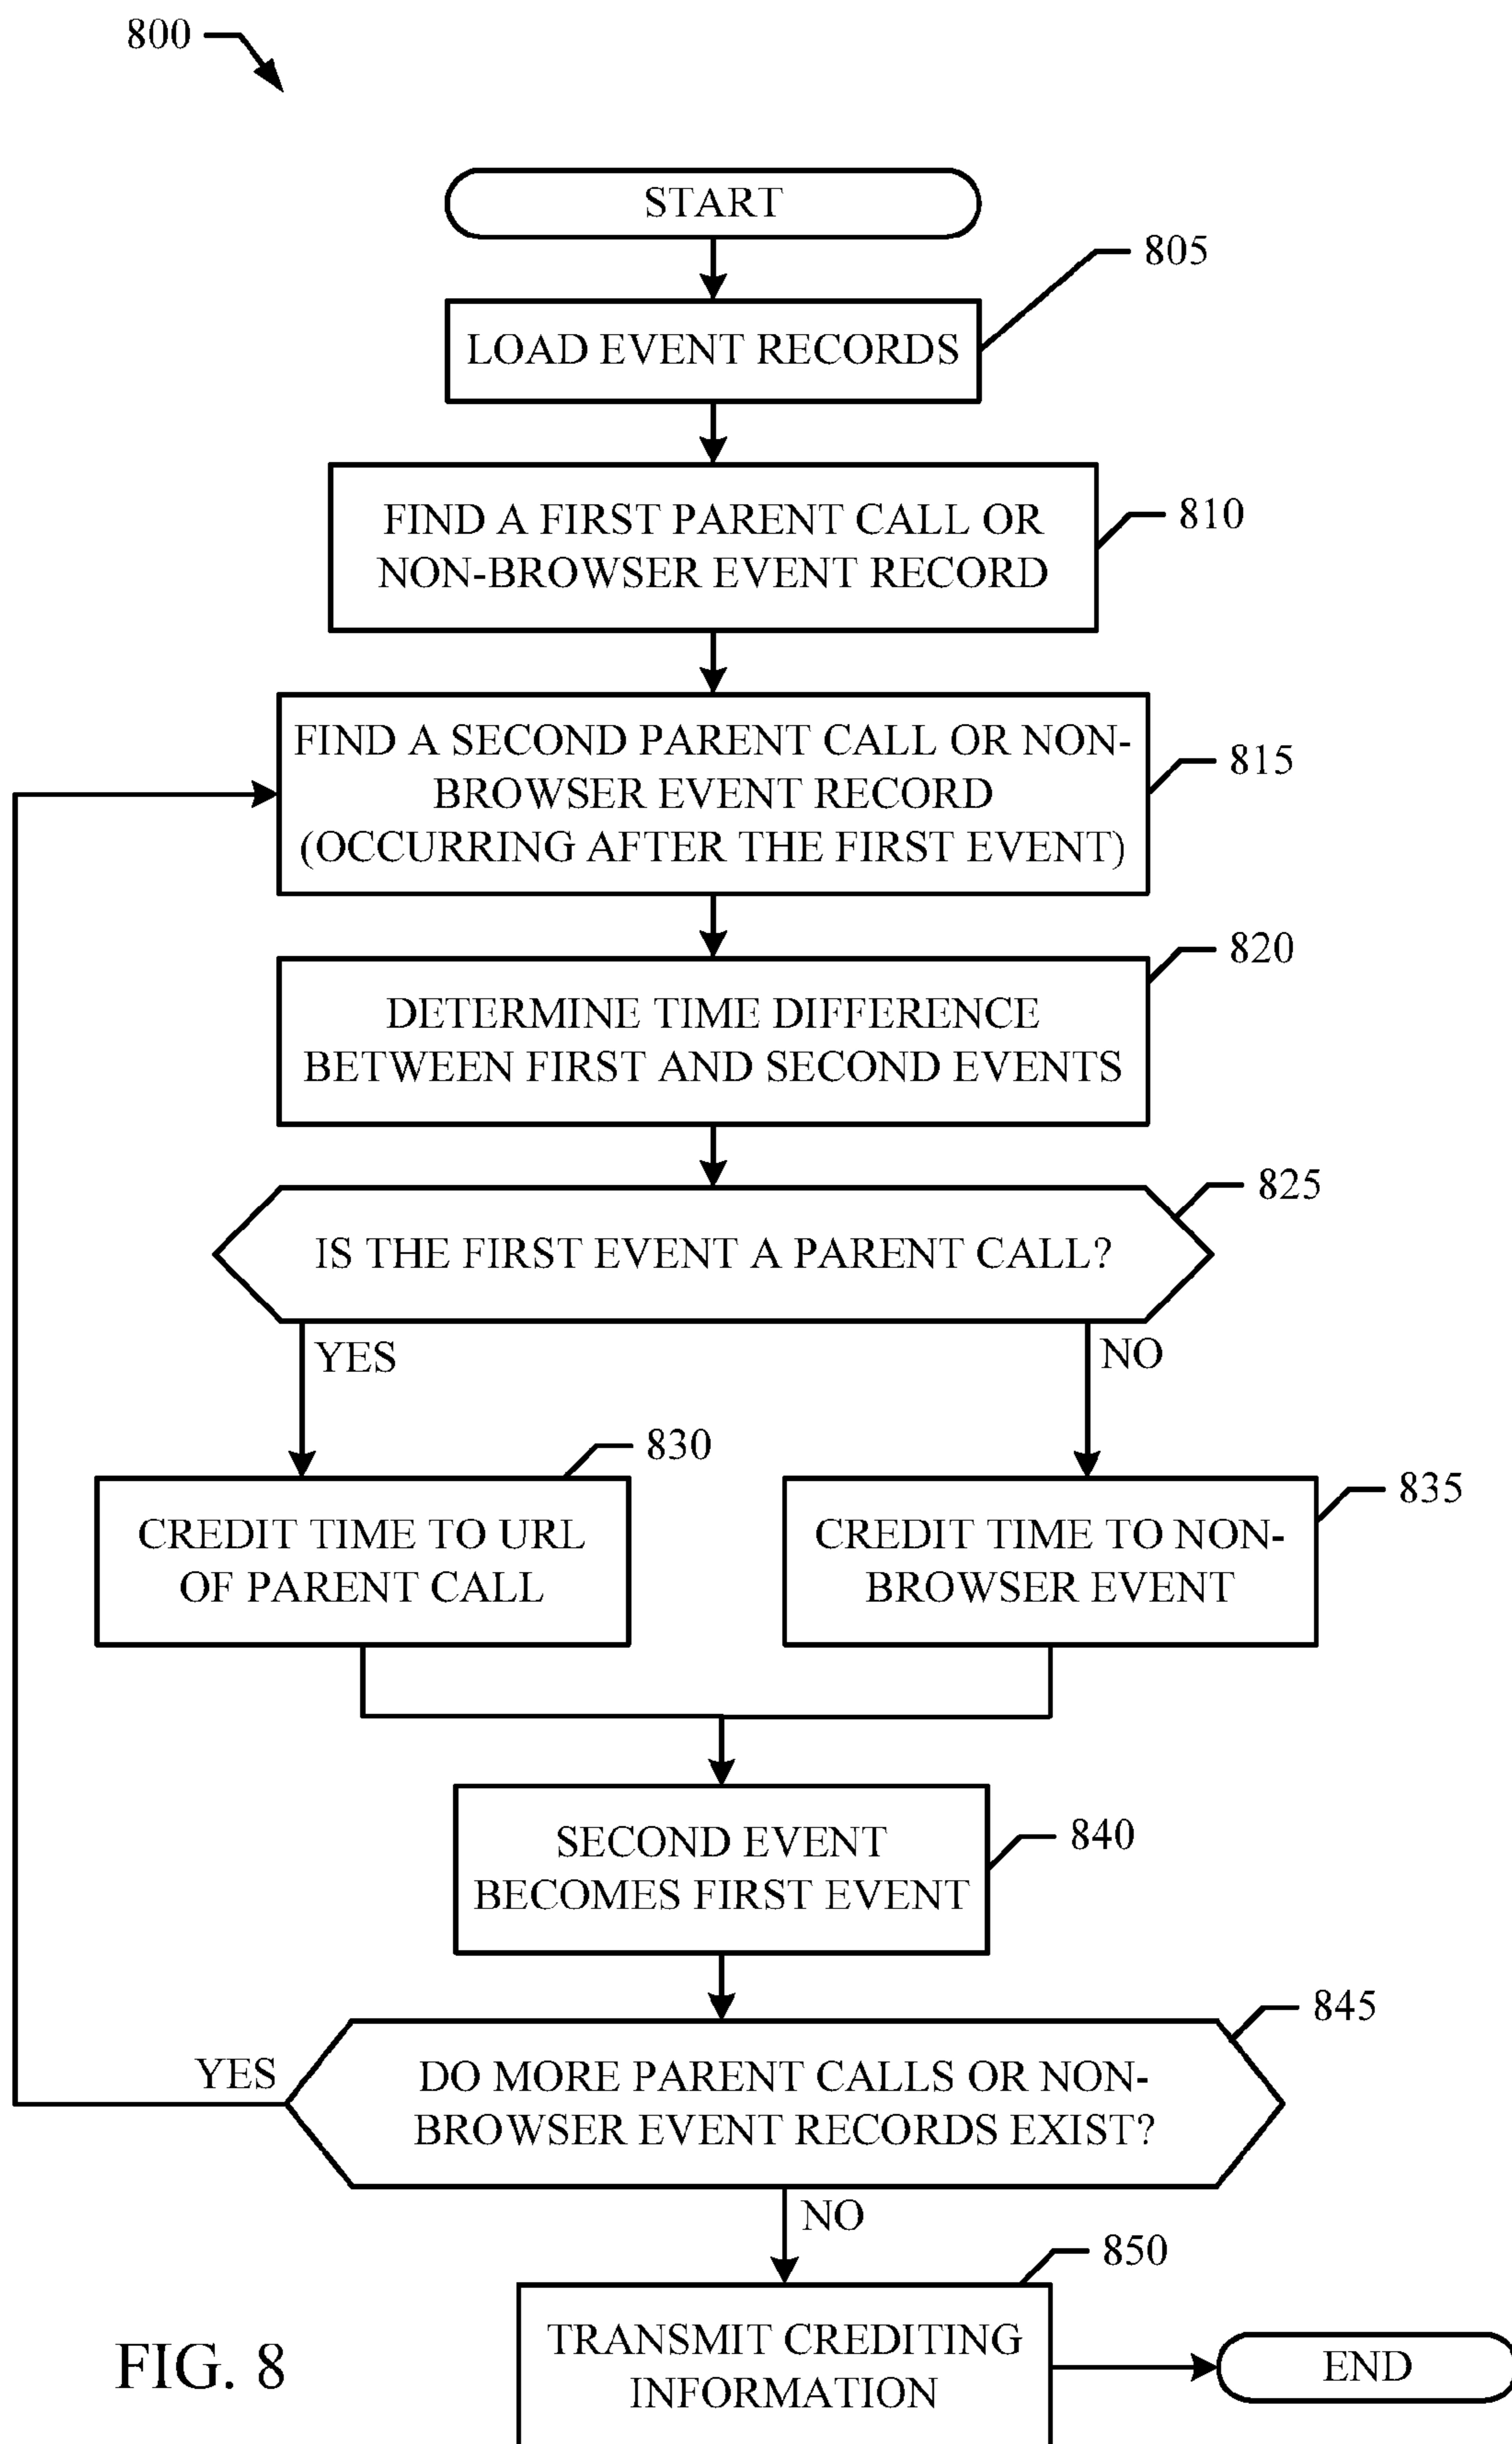 800
START
805
LOAD EVENT RECORDS
FIND A FIRST PARENT CALL OR
NON-BROWSER EVENT RECORD
810
FIND A SECOND PARENT CALL OR NON-
BROWSER EVENT RECORD
(OCCURRING AFTER THE FIRST EVENT)
815
820
DETERMINE TIME DIFFERENCE
BETWEEN FIRST AND SECOND EVENTS
825
IS THE FIRST EVENT A PARENT CALL?
YES
NO
830
CREDIT TIME TO URL
OF PARENT CALL
835
CREDIT TIME TO NON-
BROWSER EVENT
SECOND EVENT
BECOMES FIRST EVENT
840
845
YES
DO MORE PARENT CALLS OR NON-
BROWSER EVENT RECORDS EXIST?
NO
850
TRANSMIT CREDITING
INFORMATION
END
FIG. 8